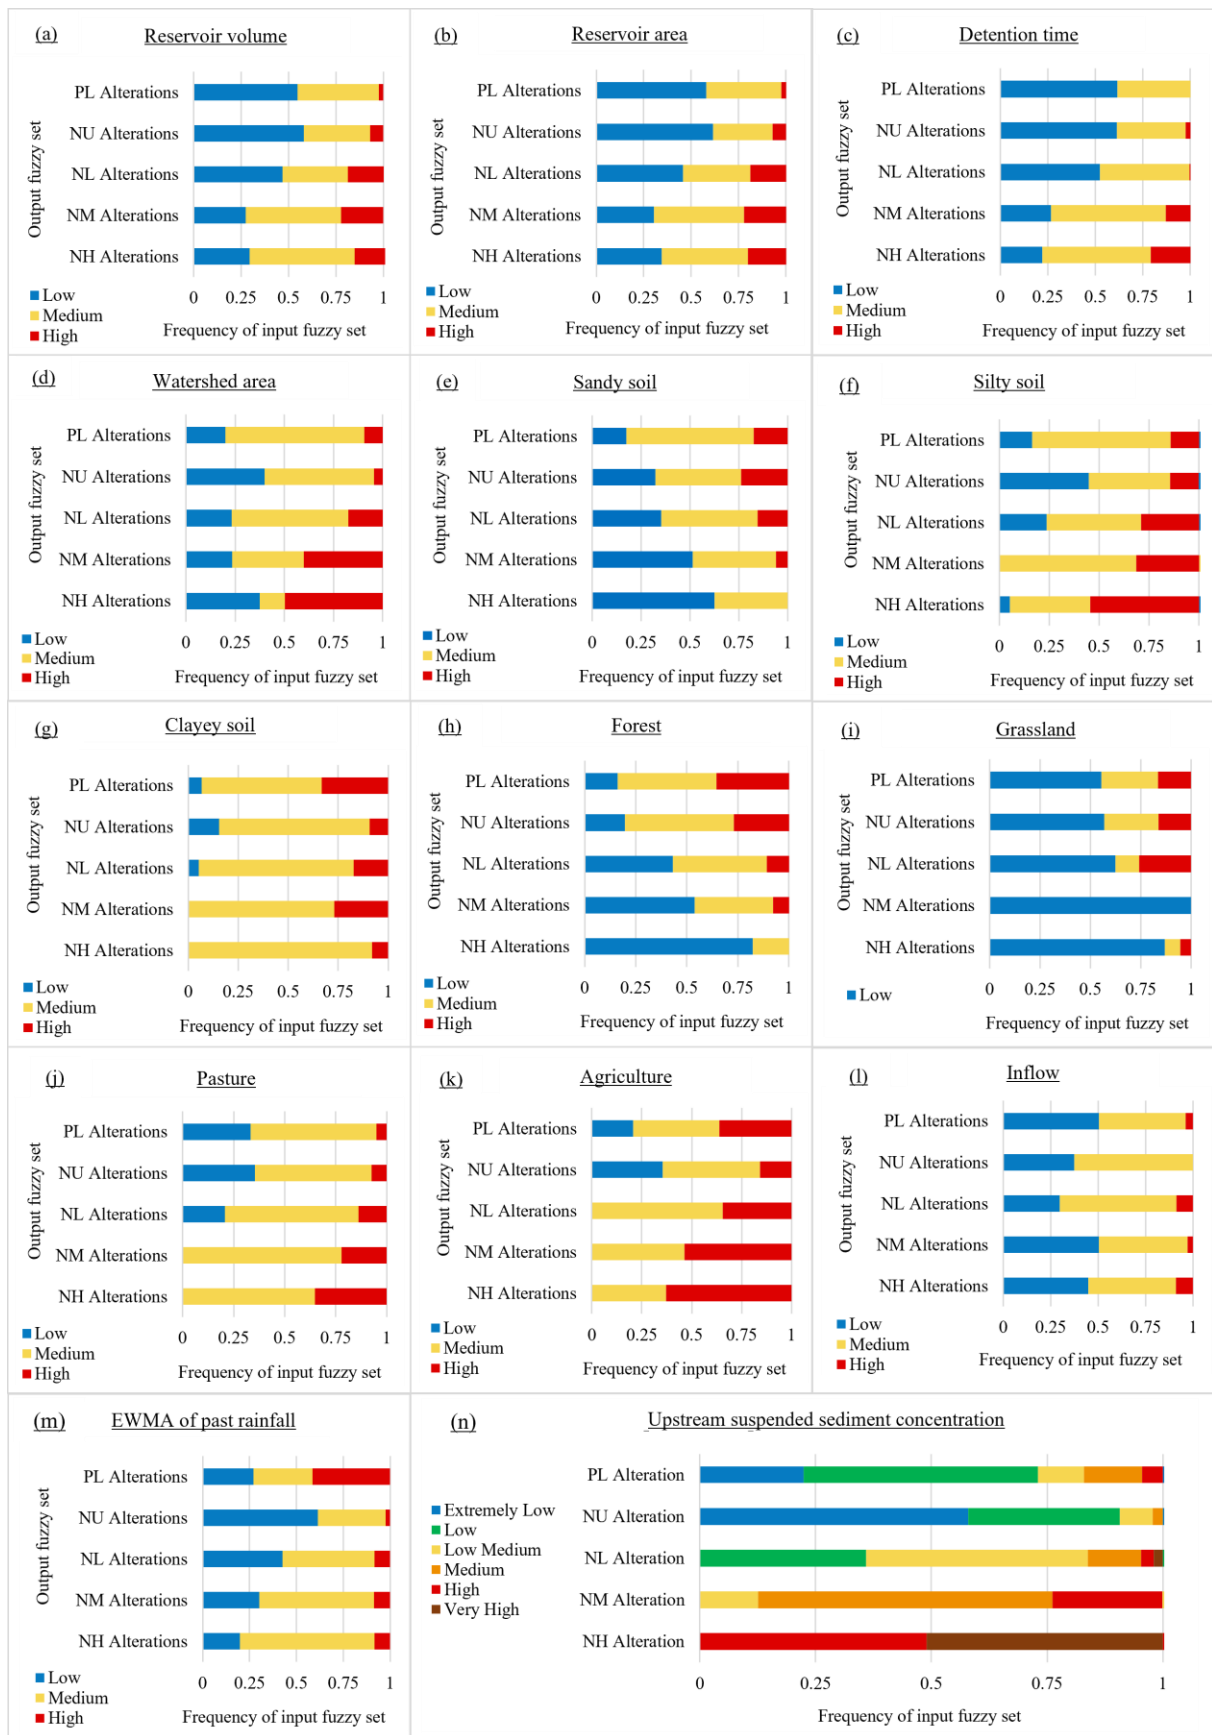 (a) Reservoir volume
Output fuzzy set
PL Alterations
NU Alterations
NL Alterations
NM Alterations
NH Alterations
0 0.25 0.5 0.75 1
Low
Medium
High
Frequency of input fuzzy set
(b) Reservoir area
Output fuzzy set
PL Alterations
NU Alterations
NL Alterations
NM Alterations
NH Alterations
0 0.25 0.5 0.75 1
Low
Medium
High
Frequency of input fuzzy set
(c) Detention time
Output fuzzy set
PL Alterations
NU Alterations
NL Alterations
NM Alterations
NH Alterations
0 0.25 0.5 0.75 1
Low
Medium
High
Frequency of input fuzzy set
(d) Watershed area
Output fuzzy set
PL Alterations
NU Alterations
NL Alterations
NM Alterations
NH Alterations
0 0.25 0.5 0.75 1
Low
Medium
High
Frequency of input fuzzy set
(e) Sandy soil
Output fuzzy set
PL Alterations
NU Alterations
NL Alterations
NM Alterations
NH Alterations
0 0.25 0.5 0.75 1
Low
Medium
High
Frequency of input fuzzy set
(f) Silty soil
Output fuzzy set
PL Alterations
NU Alterations
NL Alterations
NM Alterations
NH Alterations
0 0.25 0.5 0.75 1
Low
Medium
High
Frequency of input fuzzy set
(g) Clayey soil
Output fuzzy set
PL Alterations
NU Alterations
NL Alterations
NM Alterations
NH Alterations
0 0.25 0.5 0.75 1
Low
Medium
High
Frequency of input fuzzy set
(h) Forest
Output fuzzy set
PL Alterations
NU Alterations
NL Alterations
NM Alterations
NH Alterations
0 0.25 0.5 0.75 1
Low
Medium
High
Frequency of input fuzzy set
(i) Grassland
Output fuzzy set
PL Alterations
NU Alterations
NL Alterations
NM Alterations
NH Alterations
0 0.25 0.5 0.75 1
Low
Frequency of input fuzzy set
(j) Pasture
Output fuzzy set
PL Alterations
NU Alterations
NL Alterations
NM Alterations
NH Alterations
0 0.25 0.5 0.75 1
Low
Medium
High
Frequency of input fuzzy set
(k) Agriculture
Output fuzzy set
PL Alterations
NU Alterations
NL Alterations
NM Alterations
NH Alterations
0 0.25 0.5 0.75 1
Low
Medium
High
Frequency of input fuzzy set
(l) Inflow
Output fuzzy set
PL Alterations
NU Alterations
NL Alterations
NM Alterations
NH Alterations
0 0.25 0.5 0.75 1
Low
Medium
High
Frequency of input fuzzy set
(m) EWMA of past rainfall
Output fuzzy set
PL Alterations
NU Alterations
NL Alterations
NM Alterations
NH Alterations
0 0.25 0.5 0.75 1
Low
Medium
High
Frequency of input fuzzy set
(n) Upstream suspended sediment concentration
Extremely Low
Low
Low Medium
Medium
High
Very High
PL Alteration
NU Alteration
NL Alteration
NM Alteration
NH Alteration
0 0.25 0.5 0.75 1
Frequency of input fuzzy set